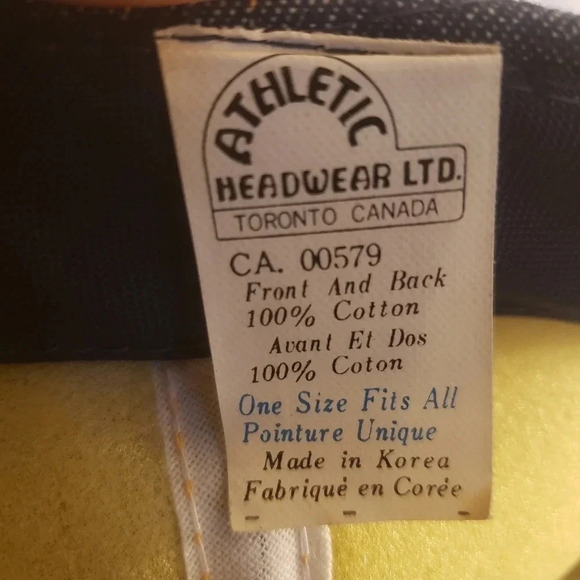 ATHLETIC
HEADWEAR LTD.
TORONTO CANADA
CA. 00579
Front And Back
100% Cotton
Avant Et Dos
100% Coton
One Size Fits All
Pointure Unique
Made in Korea
Fabriqué en Corée